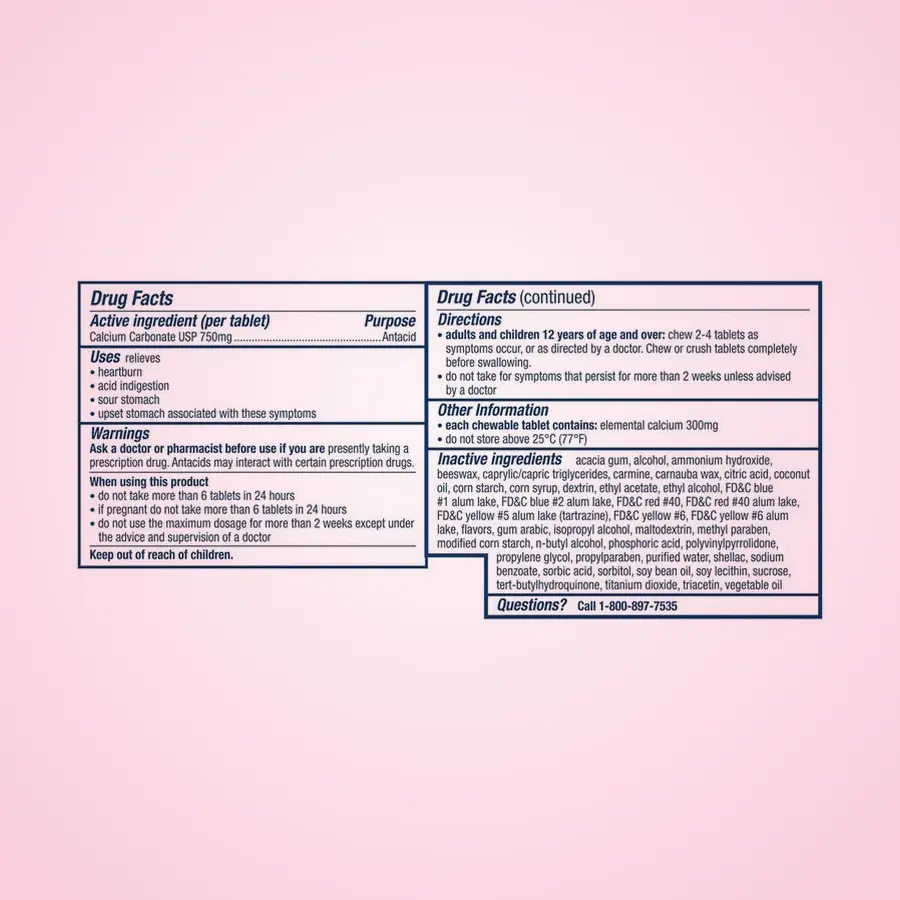 Drug Facts
Active ingredient (per tablet) Purpose
Calcium Carbonate USP 750mg......................................................Antacid
Uses relieves
• heartburn
• acid indigestion
• sour stomach
• upset stomach associated with these symptoms
Warnings
Ask a doctor or pharmacist before use if you are presently taking a
prescription drug. Antacids may interact with certain prescription drugs.
When using this product
• do not take more than 6 tablets in 24 hours
• if pregnant do not take more than 6 tablets in 24 hours
• do not use the maximum dosage for more than 2 weeks except under
the advice and supervision of a doctor
Keep out of reach of children.
Drug Facts (continued)
Directions
• adults and children 12 years of age and over: chew 2-4 tablets as
symptoms occur, or as directed by a doctor. Chew or crush tablets completely
before swallowing.
• do not take for symptoms that persist for more than 2 weeks unless advised
by a doctor
Other Information
• each chewable tablet contains: elemental calcium 300mg
• do not store above 25°C (77°F)
Inactive ingredients acacia gum, alcohol, ammonium hydroxide,
beeswax, caprylic/capric triglycerides, carmine, carnauba wax, citric acid, coconut
oil, corn starch, corn syrup, dextrin, ethyl acetate, ethyl alcohol, FD&C blue
#1 alum lake, FD&C blue #2 alum lake, FD&C red #40, FD&C red #40 alum lake,
FD&C yellow #5 alum lake (tartrazine), FD&C yellow #6, FD&C yellow #6 alum
lake, flavors, gum arabic, isopropyl alcohol, maltodextrin, methyl paraben,
modified corn starch, n-butyl alcohol, phosphoric acid, polyvinylpyrrolidone,
propylene glycol, propylparaben, purified water, shellac, sodium
benzoate, sorbic acid, sorbitol, soy bean oil, soy lecithin, sucrose,
tert-butylhydroquinone, titanium dioxide, triacetin, vegetable oil
Questions? Call 1-800-897-7535